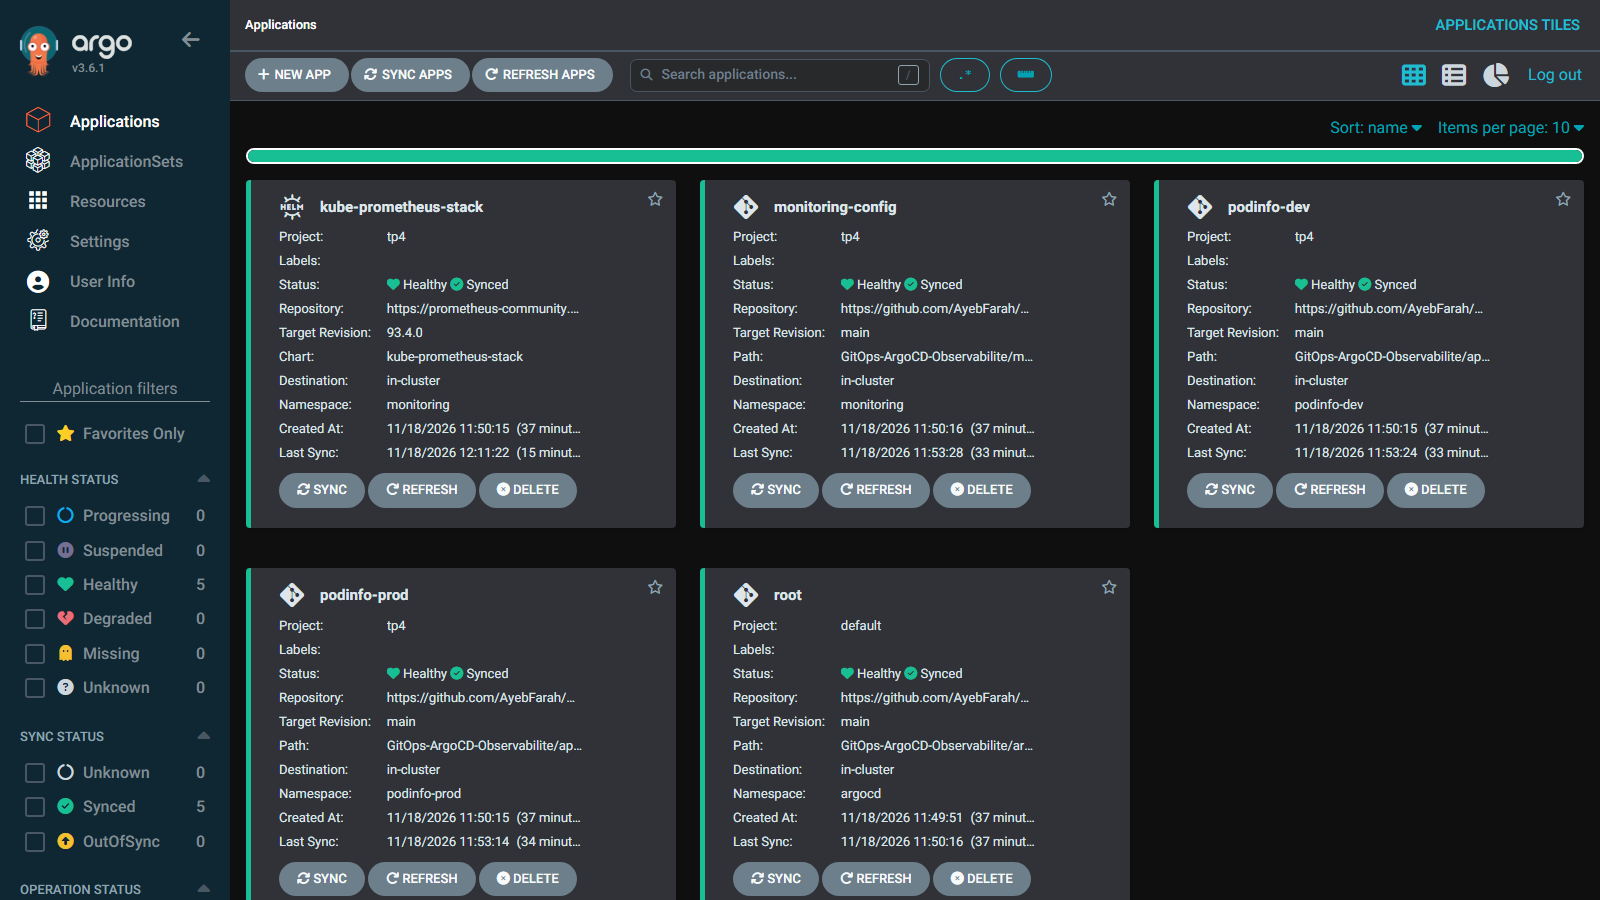 argo
v3.6.1
Applications
ApplicationSets
Resources
Settings
User Info
Documentation
Application filters
Favorites Only
HEALTH STATUS
Progressing 0
Suspended 0
Healthy 5
Degraded 0
Missing 0
Unknown 0
SYNC STATUS
Unknown 0
Synced 5
OutOfSync 0
OPERATION STATUS
Applications
APPLICATIONS TILES
NEW APP SYNC APPS REFRESH APPS Search applications... / .* Log out
Sort: name Items per page: 10
HELM kube-prometheus-stack
Project: tp4
Labels:
Status: Healthy Synced
Repository: https://prometheus-community....
Target Revision: 93.4.0
Chart: kube-prometheus-stack
Destination: in-cluster
Namespace: monitoring
Created At: 11/18/2026 11:50:15 (37 minut...
Last Sync: 11/18/2026 12:11:22 (15 minut...
SYNC REFRESH DELETE
monitoring-config
Project: tp4
Labels:
Status: Healthy Synced
Repository: https://github.com/AyebFarah/...
Target Revision: main
Path: GitOps-ArgoCD-Observabilite/m...
Destination: in-cluster
Namespace: monitoring
Created At: 11/18/2026 11:50:16 (37 minut...
Last Sync: 11/18/2026 11:53:28 (33 minut...
SYNC REFRESH DELETE
podinfo-dev
Project: tp4
Labels:
Status: Healthy Synced
Repository: https://github.com/AyebFarah/...
Target Revision: main
Path: GitOps-ArgoCD-Observabilite/ap...
Destination: in-cluster
Namespace: podinfo-dev
Created At: 11/18/2026 11:50:15 (37 minut...
Last Sync: 11/18/2026 11:53:24 (33 minut...
SYNC REFRESH DELETE
podinfo-prod
Project: tp4
Labels:
Status: Healthy Synced
Repository: https://github.com/AyebFarah/...
Target Revision: main
Path: GitOps-ArgoCD-Observabilite/ap...
Destination: in-cluster
Namespace: podinfo-prod
Created At: 11/18/2026 11:50:15 (37 minut...
Last Sync: 11/18/2026 11:53:14 (34 minut...
SYNC REFRESH DELETE
root
Project: default
Labels:
Status: Healthy Synced
Repository: https://github.com/AyebFarah/...
Target Revision: main
Path: GitOps-ArgoCD-Observabilite/ar...
Destination: in-cluster
Namespace: argocd
Created At: 11/18/2026 11:49:51 (37 minut...
Last Sync: 11/18/2026 11:50:16 (37 minut...
SYNC REFRESH DELETE